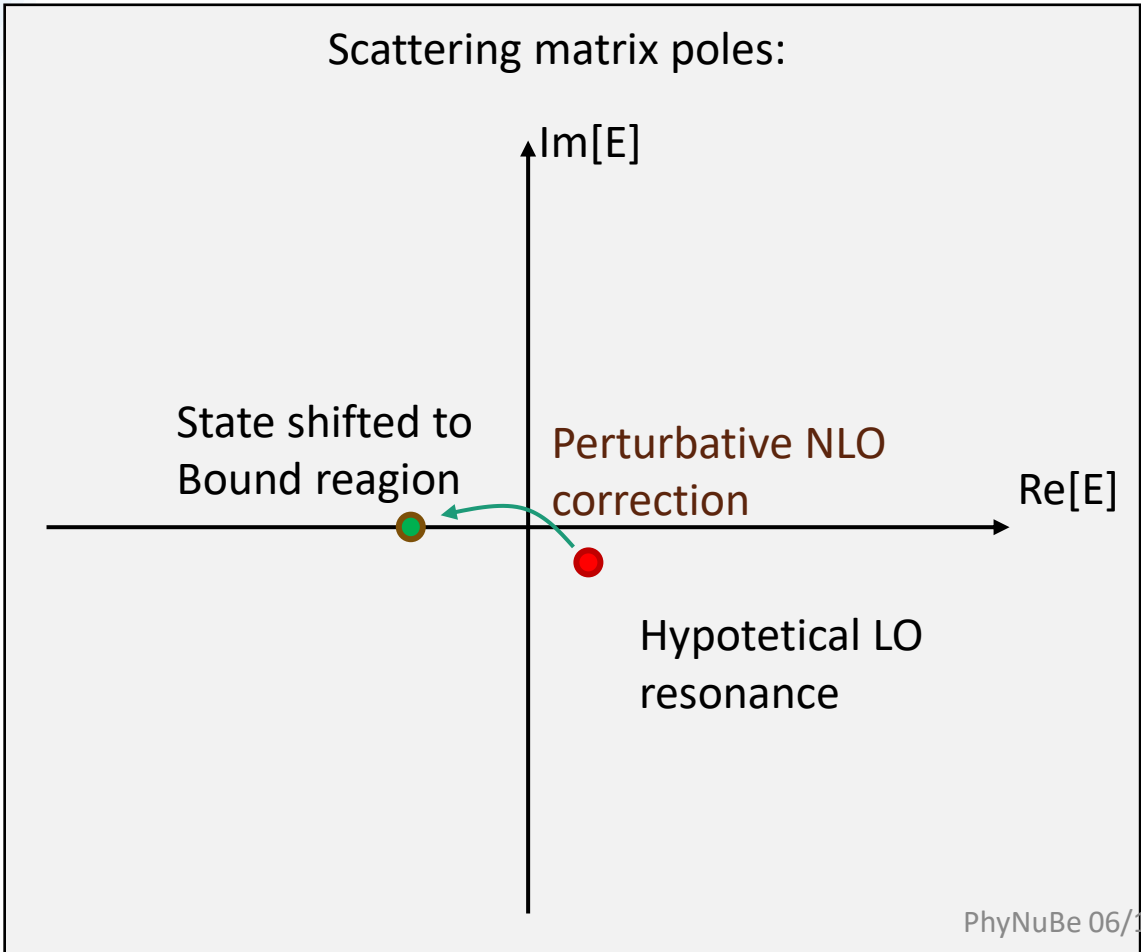 Scattering matrix poles:
Im[E]
State shifted to
Bound reagion
Perturbative NLO
correction
Re[E]
Hypotetical LO
resonance
PhyNuBe 06/